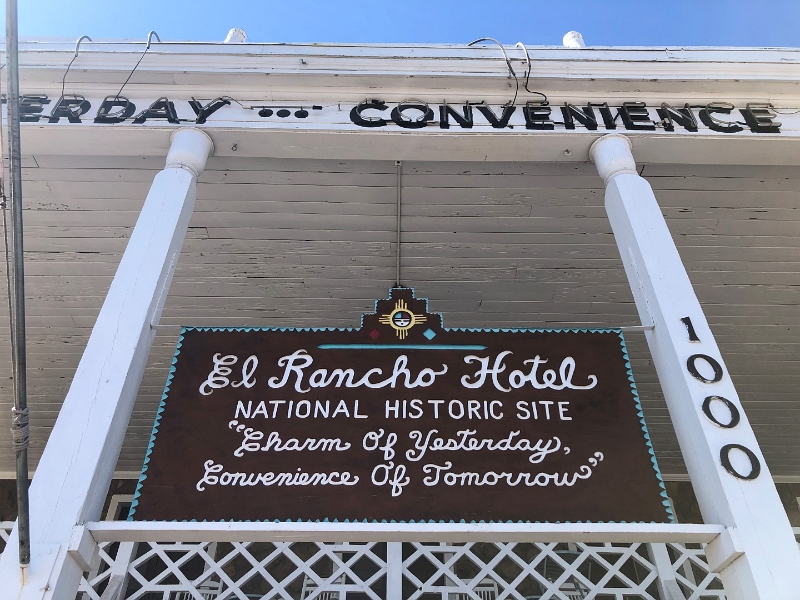 ERDAY ... CONVENIENCE
El Rancho Hotel
NATIONAL HISTORIC SITE
"Charm Of Yesterday,
Convenience Of Tomorrow"
1000